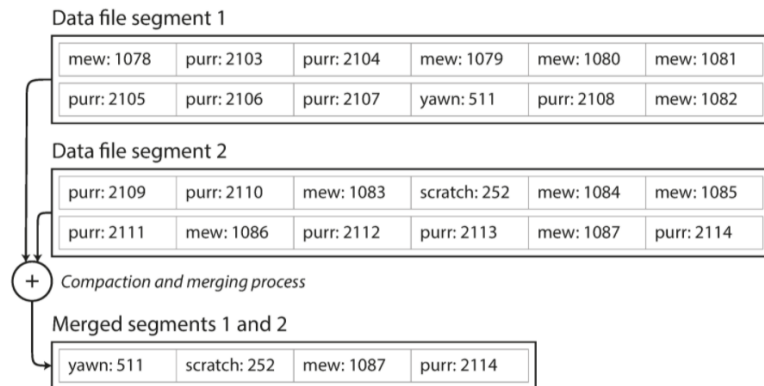 Data file segment 1
mew: 1078 purr: 2103 purr: 2104 mew: 1079 mew: 1080 mew: 1081
purr: 2105 purr: 2106 purr: 2107 yawn: 511 purr: 2108 mew: 1082
Data file segment 2
purr: 2109 purr: 2110 mew: 1083 scratch: 252 mew: 1084 mew: 1085
purr: 2111 mew: 1086 purr: 2112 purr: 2113 mew: 1087 purr: 2114
+ Compaction and merging process
Merged segments 1 and 2
yawn: 511 scratch: 252 mew: 1087 purr: 2114